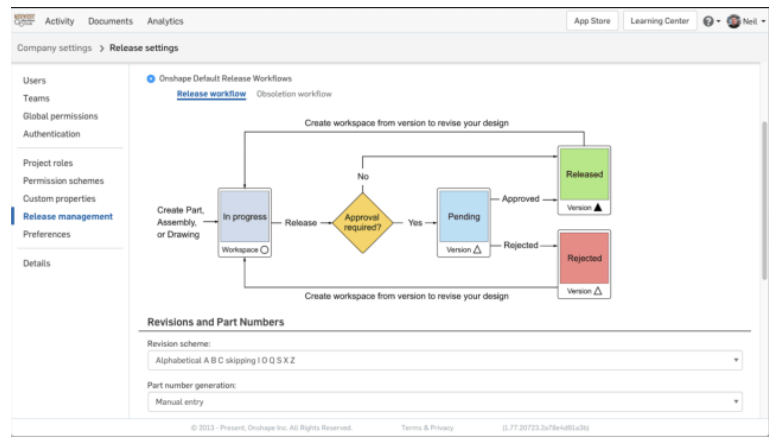 Activity Documents Analytics App Store Learning Center Neil
Company settings > Release settings
Users
Teams
Global permissions
Authentication
Project roles
Permission schemes
Custom properties
Release management
Preferences
Details
Onshape Default Release Workflows
Release workflow Obsoletion workflow
Create workspace from version to revise your design
No
Released
Version
Create Part,
Assembly,
or Drawing
In progress
Workspace
Release
Approval
required?
Yes
Pending
Version
Approved
Rejected
Rejected
Version
Create workspace from version to revise your design
Revisions and Part Numbers
Revision scheme:
Alphabetical A B C skipping I O Q S X Z
Part number generation:
Manual entry
© 2013 - Present, Onshape Inc. All Rights Reserved. Terms & Privacy